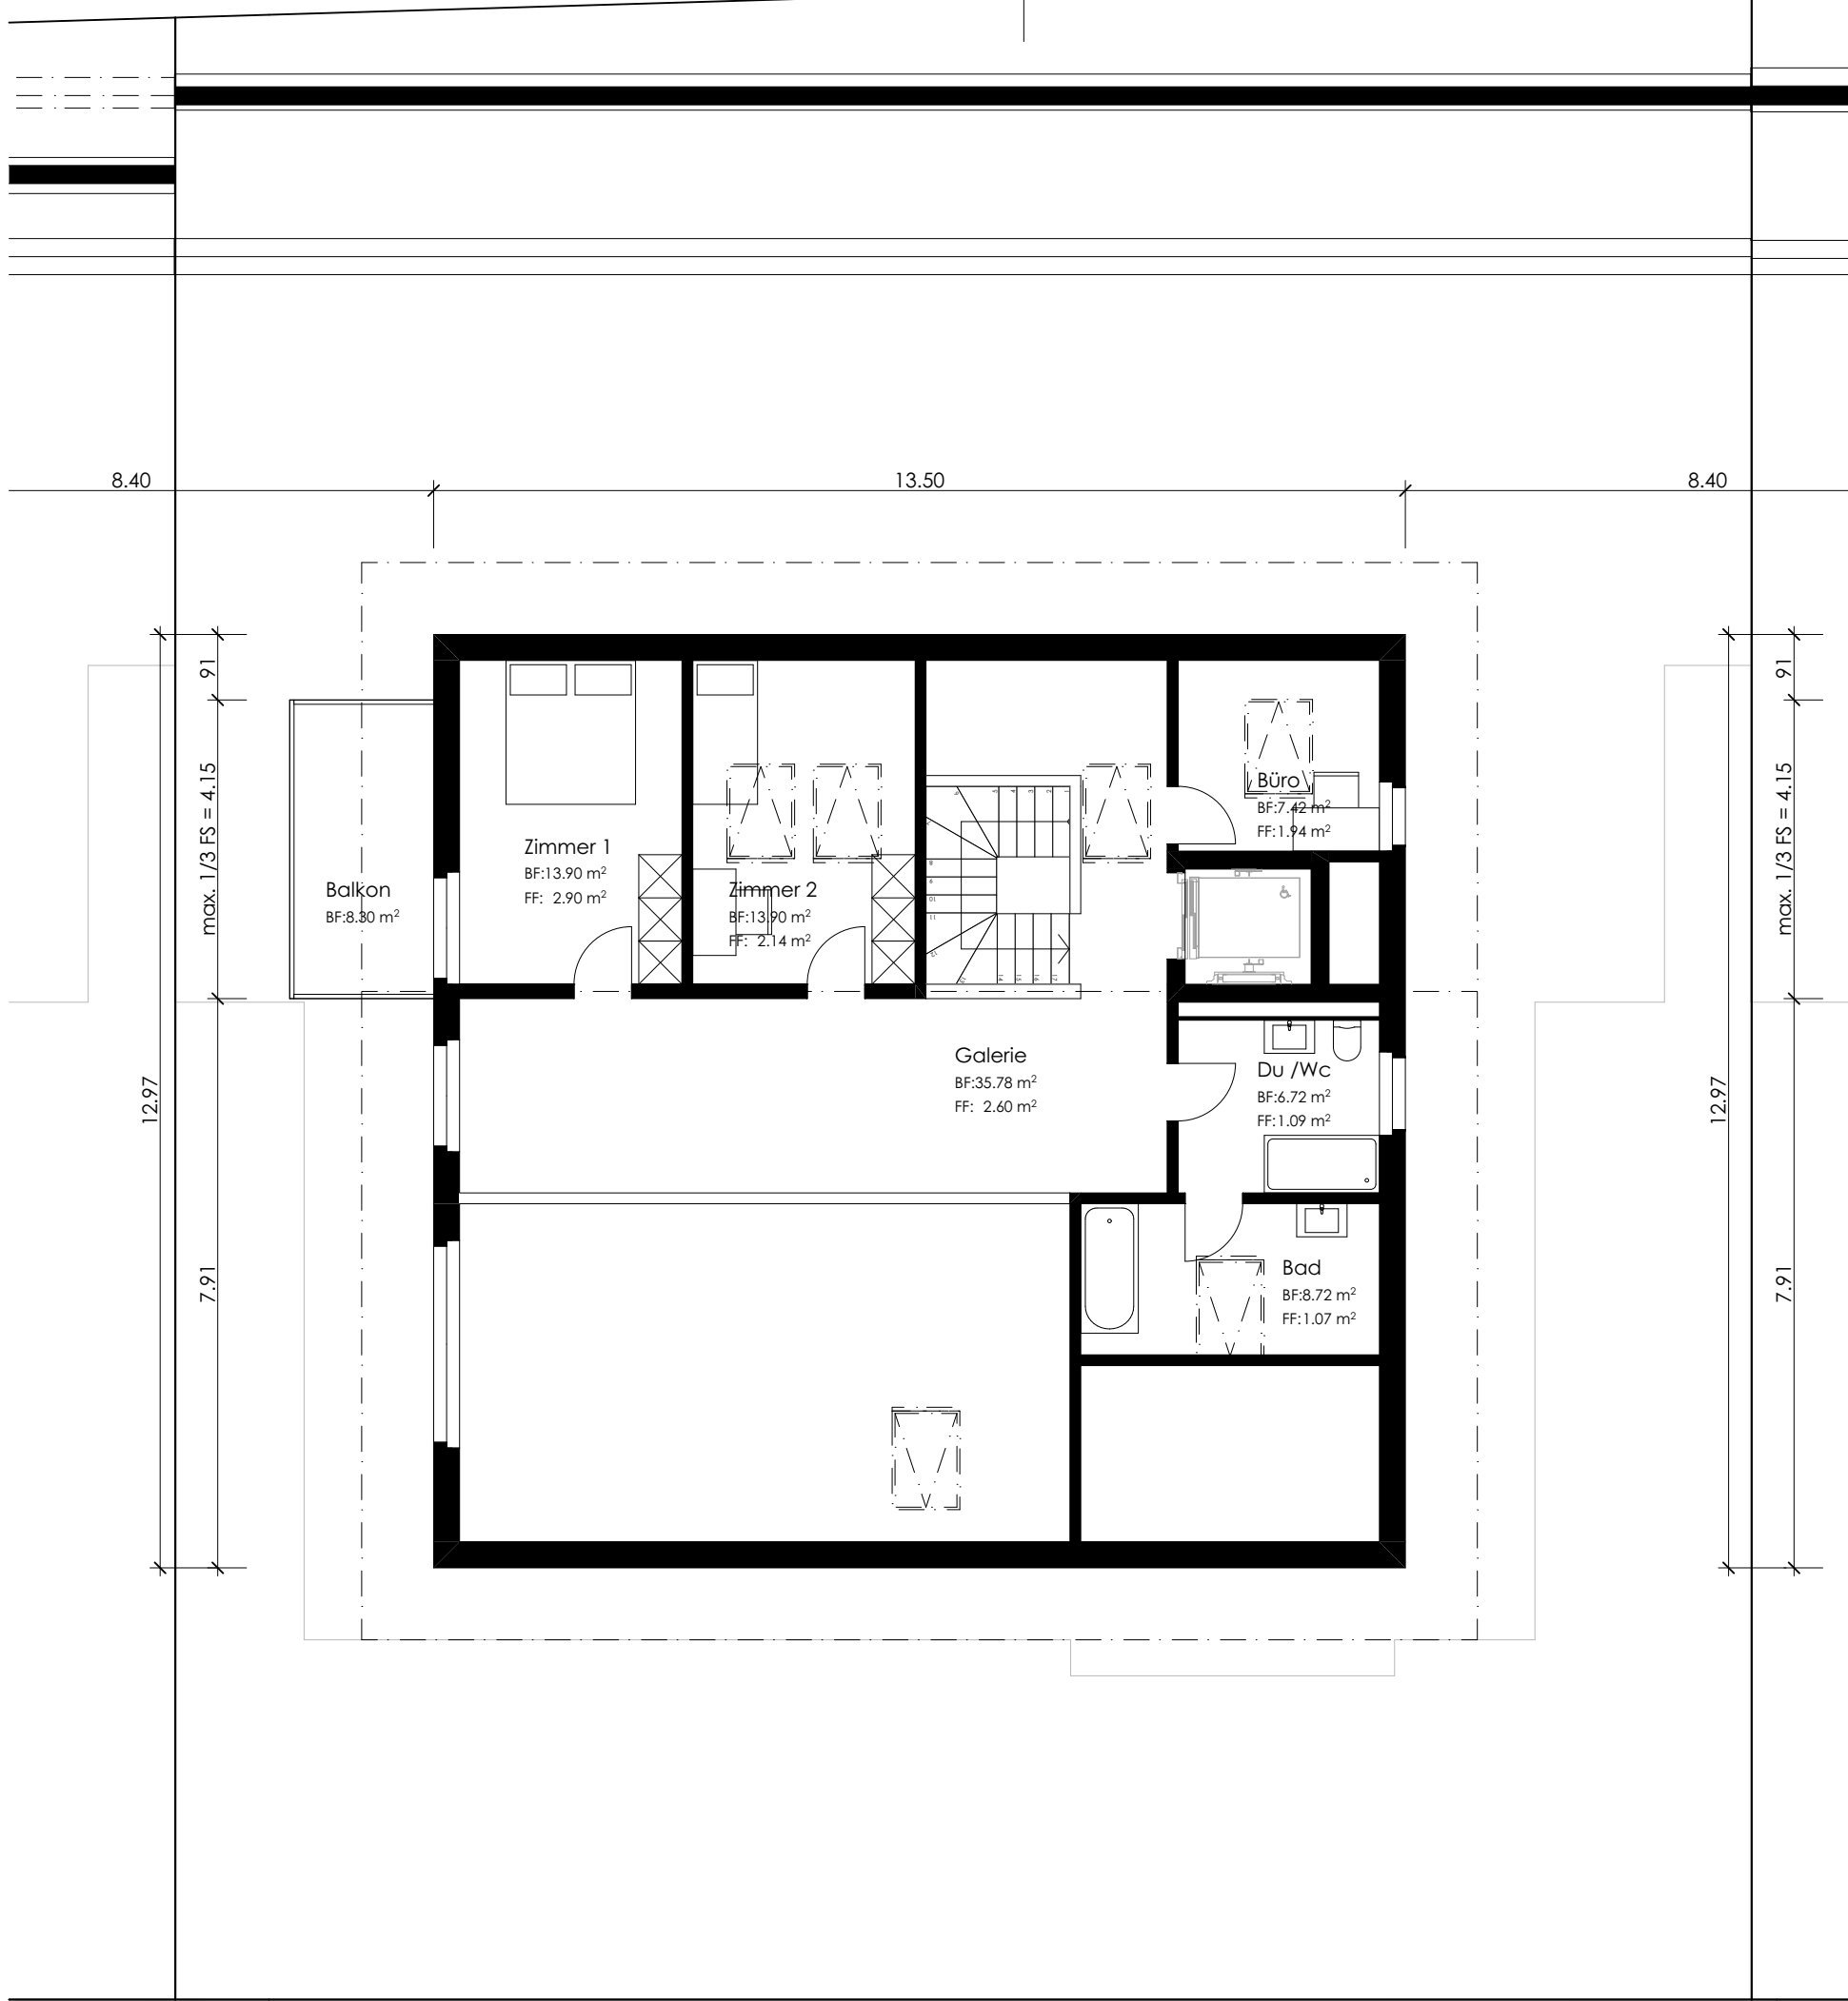 8.40
13.50
8.40
91
max. 1/3 FS = 4.15
12.97
7.91
Balkon
BF:8.30 m²
Zimmer 1
BF:13.90 m²
FF: 2.90 m²
Zimmer 2
BF:13.90 m²
FF: 2.14 m²
Büro
BF:7.42 m²
FF:1.94 m²
Galerie
BF:35.78 m²
FF: 2.60 m²
Du /Wc
BF:6.72 m²
FF:1.09 m²
Bad
BF:8.72 m²
FF:1.07 m²
91
max. 1/3 FS = 4.15
12.97
7.91